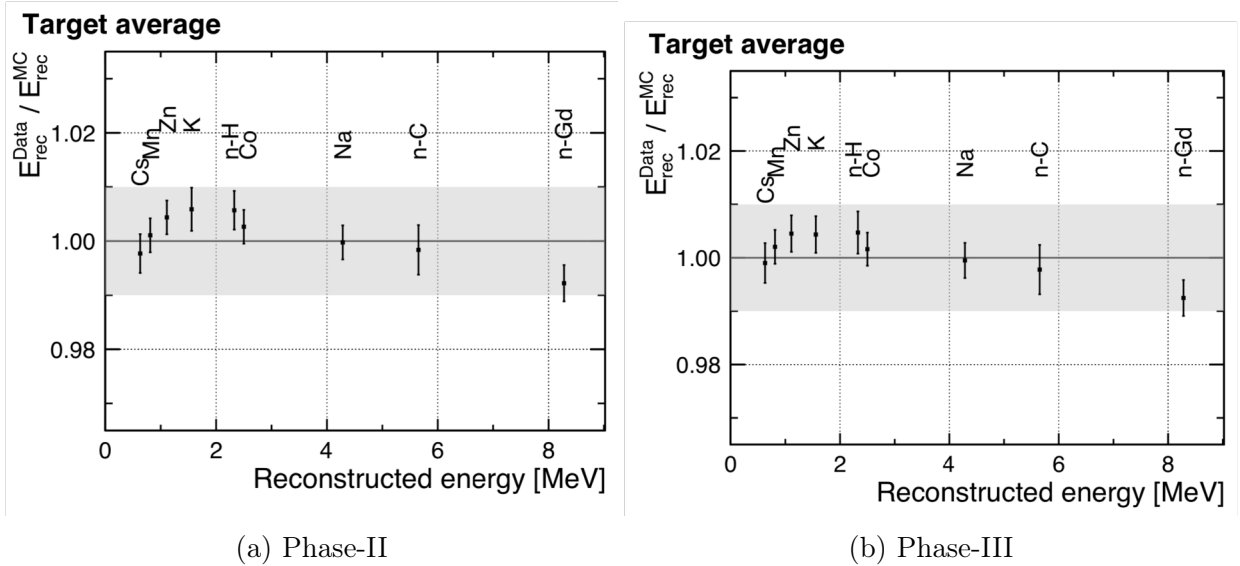 Target average
E_rec^Data / E_rec^MC
1.02
1.00
0.98
Cs
Mn
Zn
K
n-H
Co
Na
n-C
n-Gd
0 2 4 6 8
Reconstructed energy [MeV]
(a) Phase-II
Target average
E_rec^Data / E_rec^MC
1.02
1.00
0.98
Cs
Mn
Zn
K
n-H
Co
Na
n-C
n-Gd
0 2 4 6 8
Reconstructed energy [MeV]
(b) Phase-III